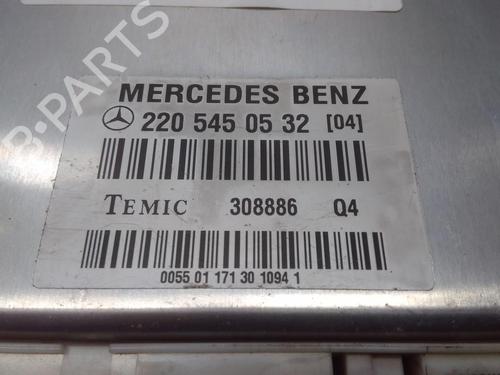 B-PARTS
MERCEDES BENZ
220 545 05 32 [04]
TEMIC 308886 Q4
0055 01 171 30 1094 1